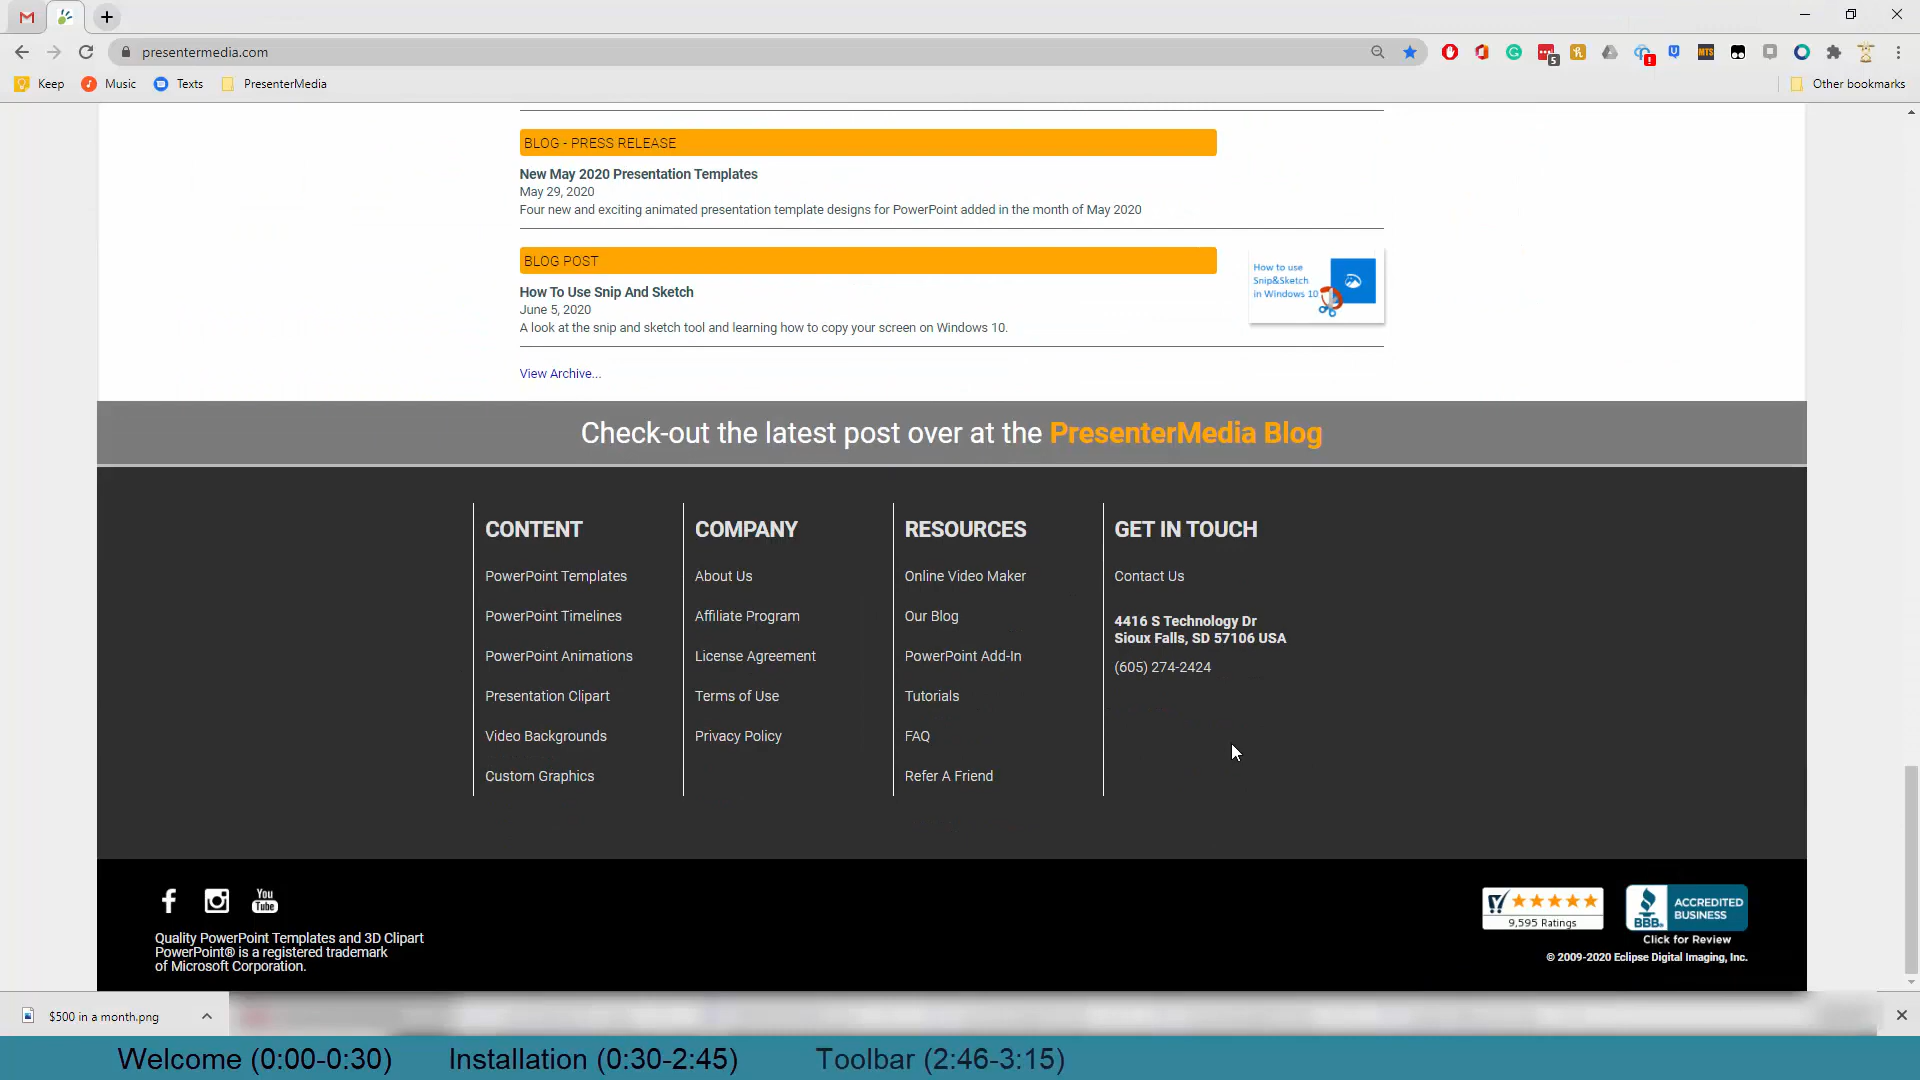 presentermedia.com
5
!
MTS
Keep
Music
Texts
PresenterMedia
Other bookmarks
BLOG - PRESS RELEASE
New May 2020 Presentation Templates
May 29, 2020
Four new and exciting animated presentation template designs for PowerPoint added in the month of May 2020
BLOG POST
How To Use Snip And Sketch
June 5, 2020
A look at the snip and sketch tool and learning how to copy your screen on Windows 10.
How to use
Snip&Sketch
in Windows 10
View Archive...
Check-out the latest post over at the PresenterMedia Blog
CONTENT
PowerPoint Templates
PowerPoint Timelines
PowerPoint Animations
Presentation Clipart
Video Backgrounds
Custom Graphics
COMPANY
About Us
Affiliate Program
License Agreement
Terms of Use
Privacy Policy
RESOURCES
Online Video Maker
Our Blog
PowerPoint Add-In
Tutorials
FAQ
Refer A Friend
GET IN TOUCH
Contact Us
4416 S Technology Dr
Sioux Falls, SD 57106 USA
(605) 274-2424
You
Tube
Quality PowerPoint Templates and 3D Clipart
PowerPoint® is a registered trademark
of Microsoft Corporation.
9,595 Ratings
BBB.
ACCREDITED
BUSINESS
Click for Review
© 2009-2020 Eclipse Digital Imaging, Inc.
$500 in a month.png
Welcome (0:00-0:30)
Installation (0:30-2:45)
Toolbar (2:46-3:15)